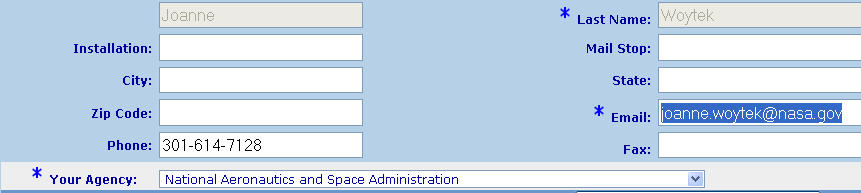 Joanne * Last Name: Woytek
Installation: Mail Stop:
City: State:
Zip Code: * Email: joanne.woytek@nasa.gov
Phone: 301-614-7128 Fax:
* Your Agency: National Aeronautics and Space Administration